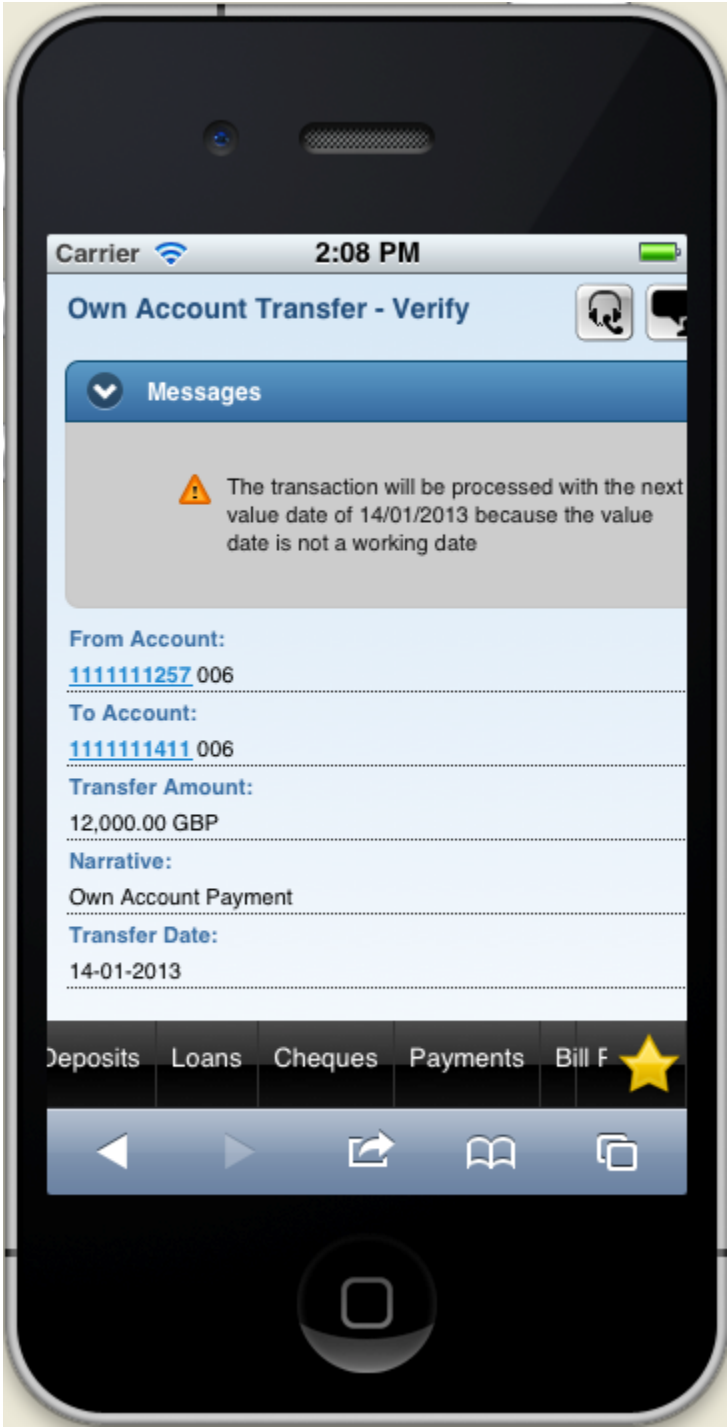 Carrier 2:08 PM
Own Account Transfer - Verify
Messages
The transaction will be processed with the next
value date of 14/01/2013 because the value
date is not a working date
From Account:
1111111257 006
To Account:
1111111411 006
Transfer Amount:
12,000.00 GBP
Narrative:
Own Account Payment
Transfer Date:
14-01-2013
Deposits Loans Cheques Payments Bill